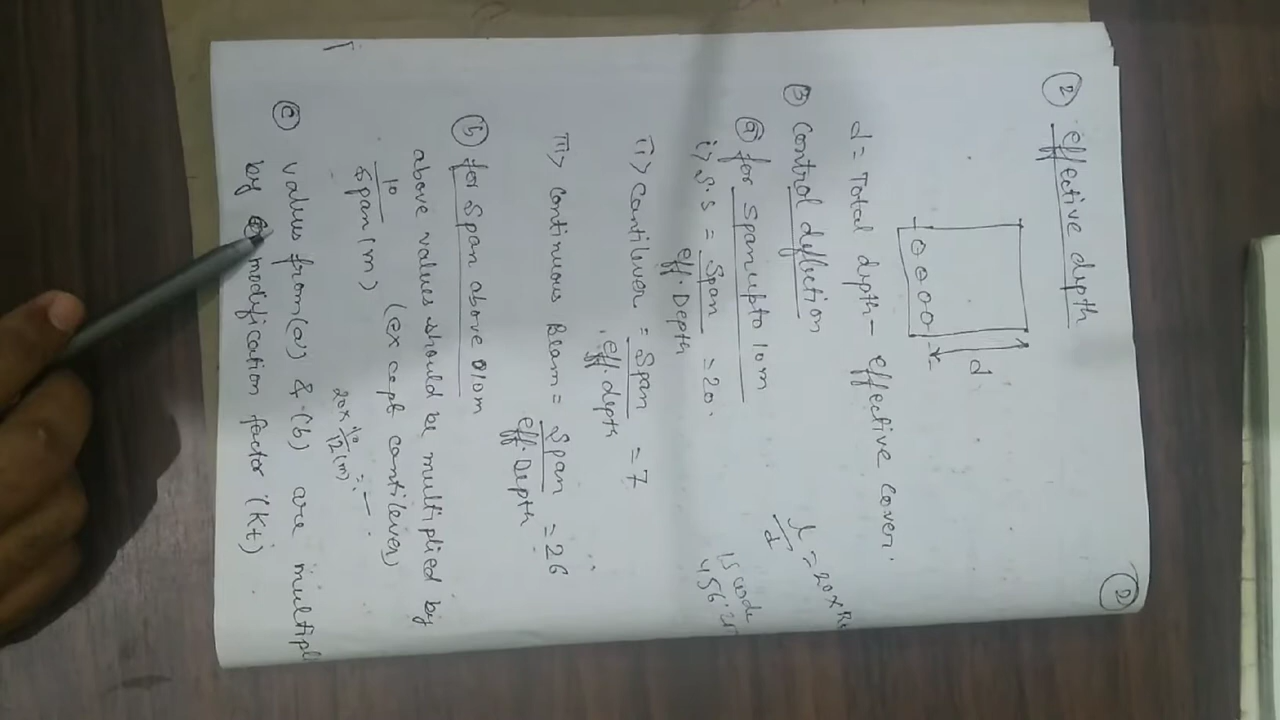 ②
② effective depth
d
d = Total depth - effective cover.
③ Control deflection
ⓐ for span upto 10m
i> S.S = Span / eff. Depth = 20.
ii> Cantilever = Span / eff. depth = 7
iii> continuous Beam = Span / eff. Depth = 26
l/d = 20 x
IS code
456
ⓑ for span above 10m
above values should be multiplied by
10 / span (m) (except cantilever)
20 x 10/12 (m) = -
ⓒ values from (a) & (b) are multipl
by modification factor (kt)